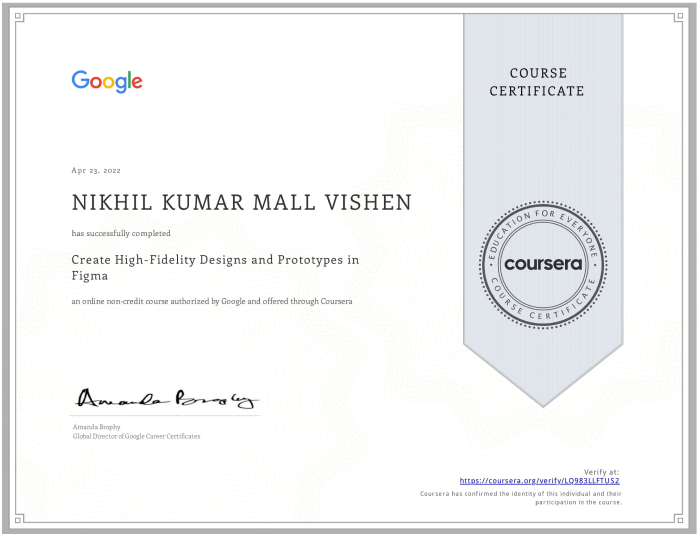 Google
COURSE
CERTIFICATE
Apr 23, 2022
NIKHIL KUMAR MALL VISHEN
has successfully completed
Create High-Fidelity Designs and Prototypes in
Figma
an online non-credit course authorized by Google and offered through Coursera
EDUCATION FOR EVERYONE
coursera
COURSE CERTIFICATE
Amanda Brophy
Amanda Brophy
Global Director of Google Career Certificates
Verify at:
https://coursera.org/verify/LQ983LLFTUS2
Coursera has confirmed the identity of this individual and their
participation in the course.